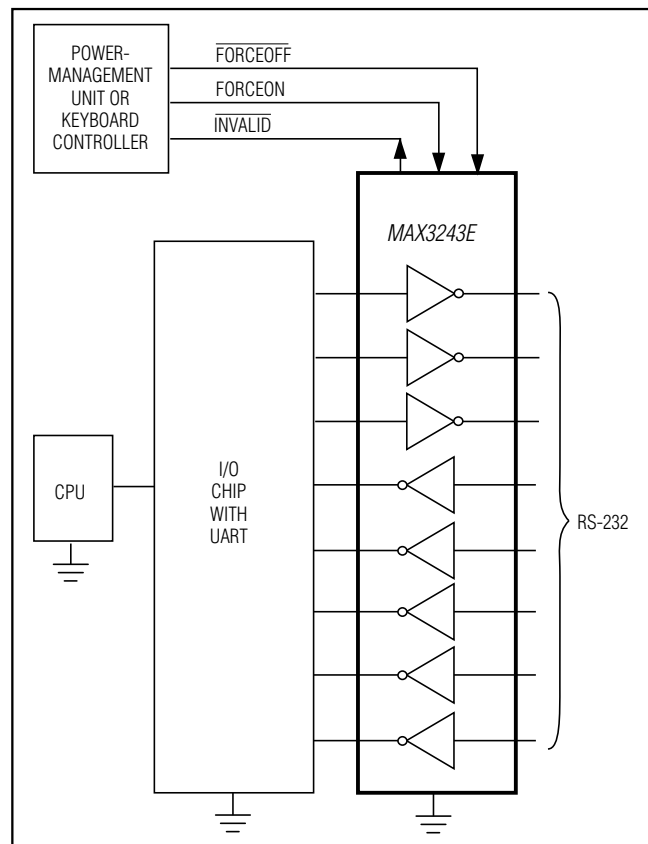 POWER-
MANAGEMENT
UNIT OR
KEYBOARD
CONTROLLER
FORCEOFF
FORCEON
INVALID
MAX3243E
CPU
I/O
CHIP
WITH
UART
RS-232